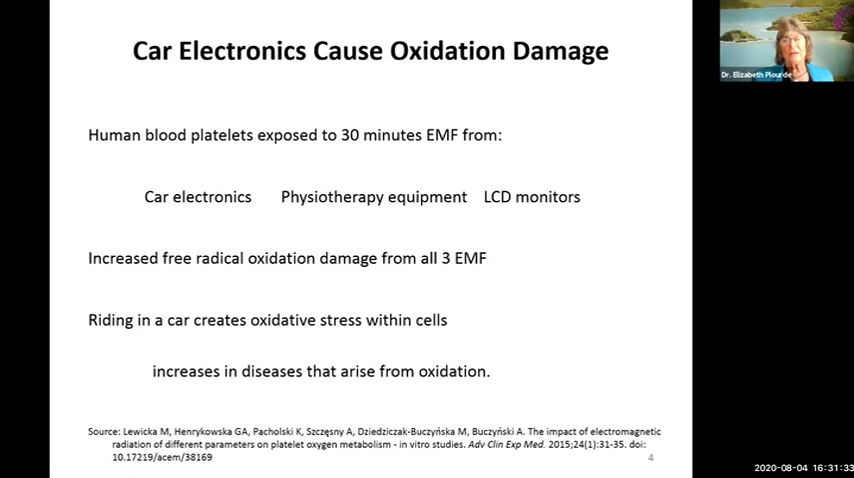 Car Electronics Cause Oxidation Damage
Dr. Elizabeth Plourde
Human blood platelets exposed to 30 minutes EMF from:
Car electronics Physiotherapy equipment LCD monitors
Increased free radical oxidation damage from all 3 EMF
Riding in a car creates oxidative stress within cells
increases in diseases that arise from oxidation.
Source: Lewicka M, Henrykowska GA, Pacholski K, Szczęsny A, Dziedziczak-Buczyńska M, Buczyński A. The impact of electromagnetic
radiation of different parameters on platelet oxygen metabolism - in vitro studies. Adv Clin Exp Med. 2015;24(1):31-35. doi:
10.17219/acem/38169
4
2020-08-04 16:31:33